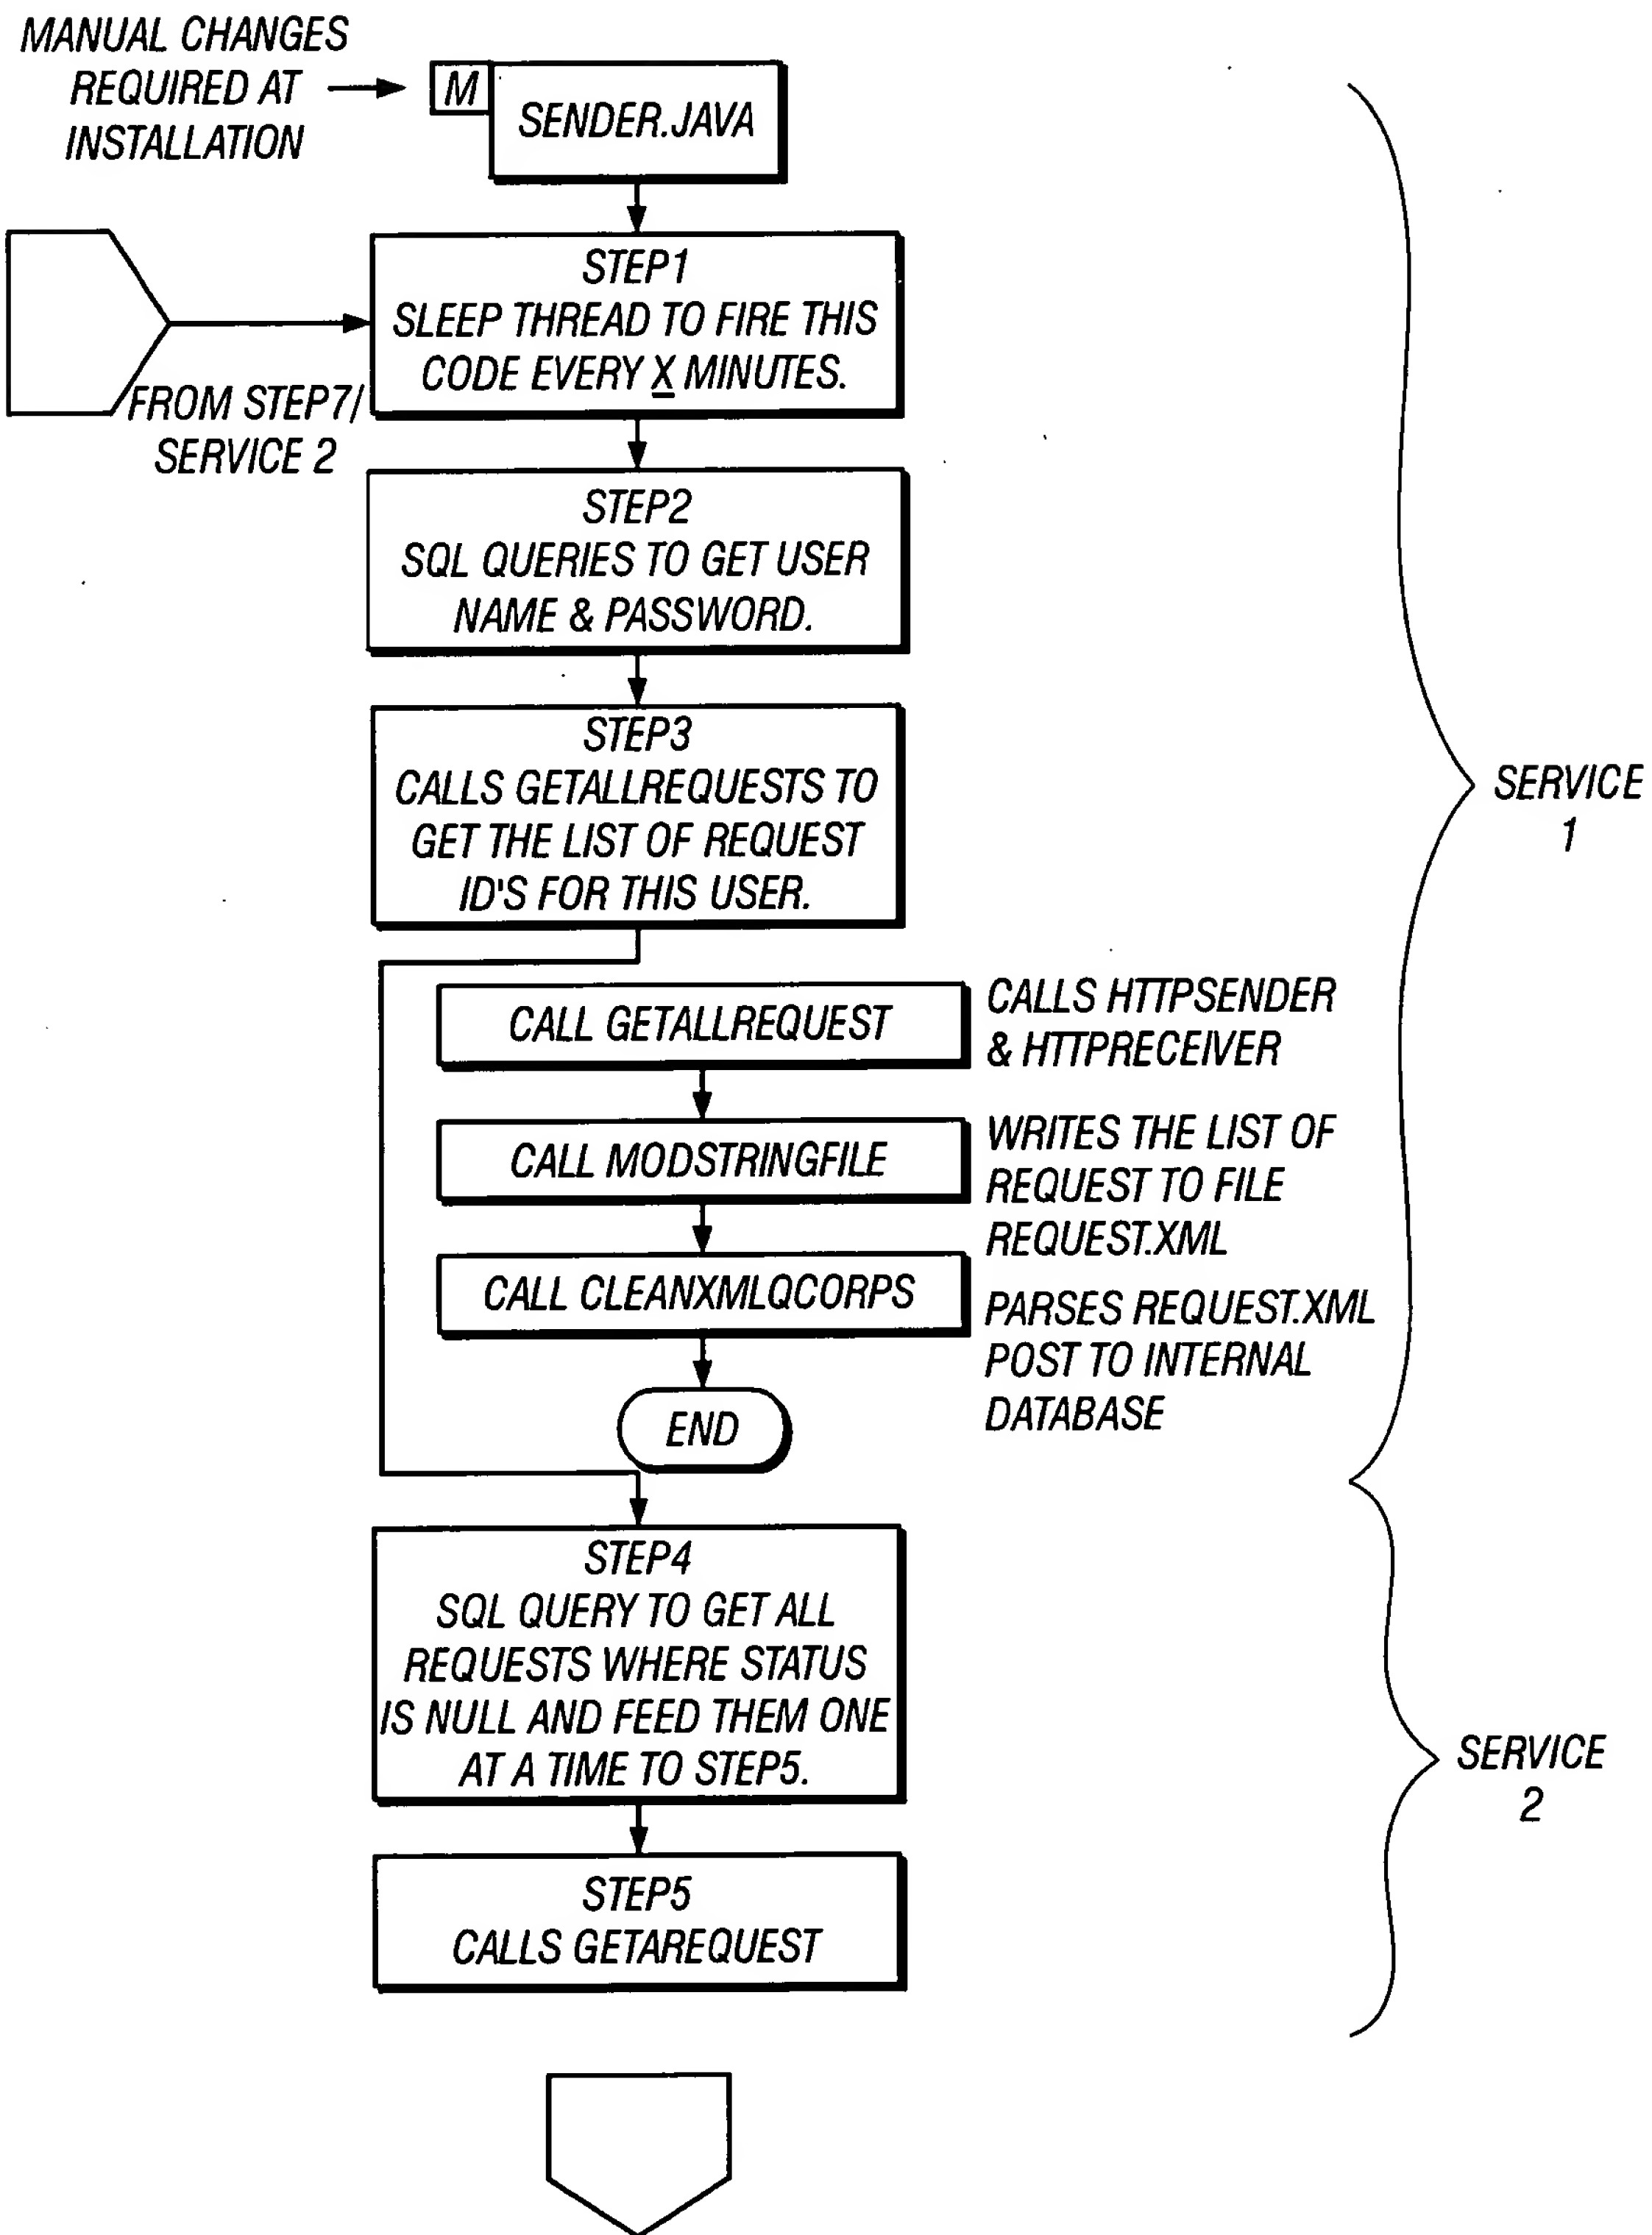 MANUAL CHANGES
REQUIRED AT
INSTALLATION
M
SENDER.JAVA
STEP1
SLEEP THREAD TO FIRE THIS
CODE EVERY X MINUTES.
FROM STEP7/
SERVICE 2
STEP2
SQL QUERIES TO GET USER
NAME & PASSWORD.
STEP3
CALLS GETALLREQUESTS TO
GET THE LIST OF REQUEST
ID'S FOR THIS USER.
SERVICE
1
CALL GETALLREQUEST
CALLS HTTPSENDER
& HTTPRECEIVER
CALL MODSTRINGFILE
WRITES THE LIST OF
REQUEST TO FILE
REQUEST.XML
CALL CLEANXMLQCORPS
PARSES REQUEST.XML
POST TO INTERNAL
DATABASE
END
STEP4
SQL QUERY TO GET ALL
REQUESTS WHERE STATUS
IS NULL AND FEED THEM ONE
AT A TIME TO STEP5.
SERVICE
2
STEP5
CALLS GETAREQUEST